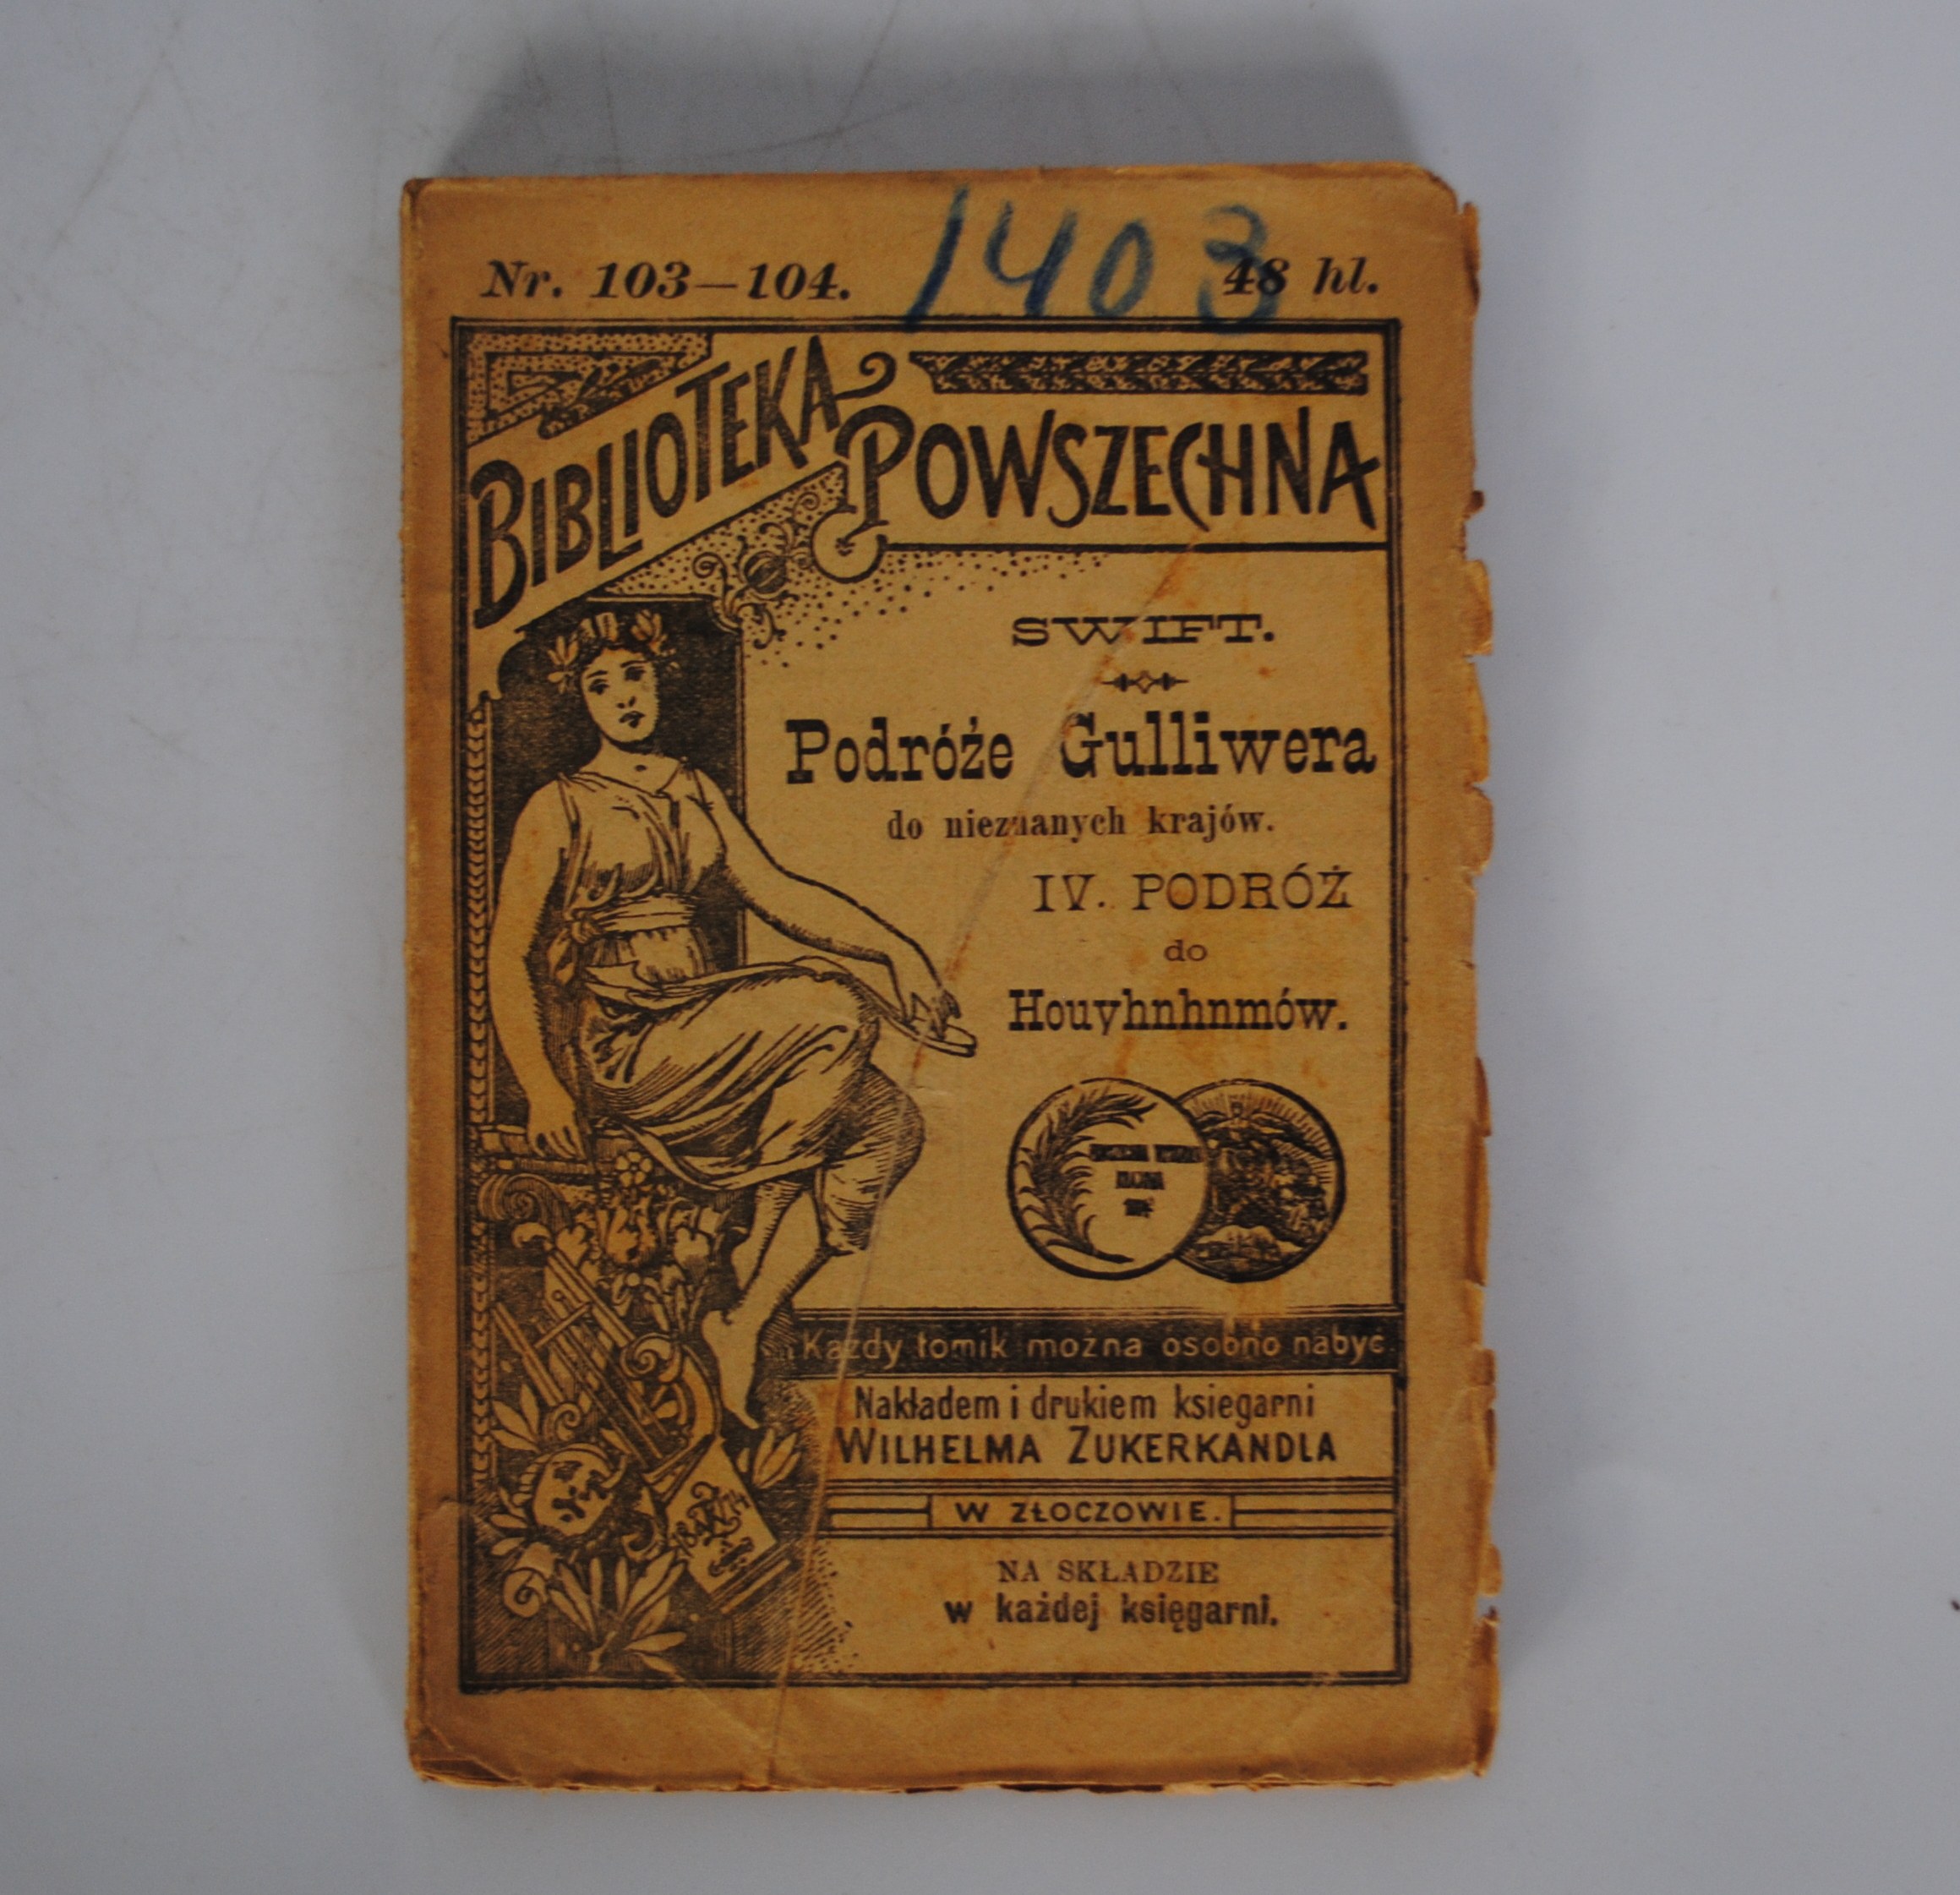 1403
Nr. 103—104. 48 hl.
BIBLIOTEKA
POWSZECHNA
SWIFT.
Podróże Gulliwera
do nieznanych krajów.
IV. PODRÓŻ
do
Houyhnhnmów.
Każdy tomik można osobno nabyć.
Nakładem i drukiem księgarni
WILHELMA ZUKERKANDLA
W ZŁOCZOWIE.
NA SKŁADZIE
w każdej księgarni.